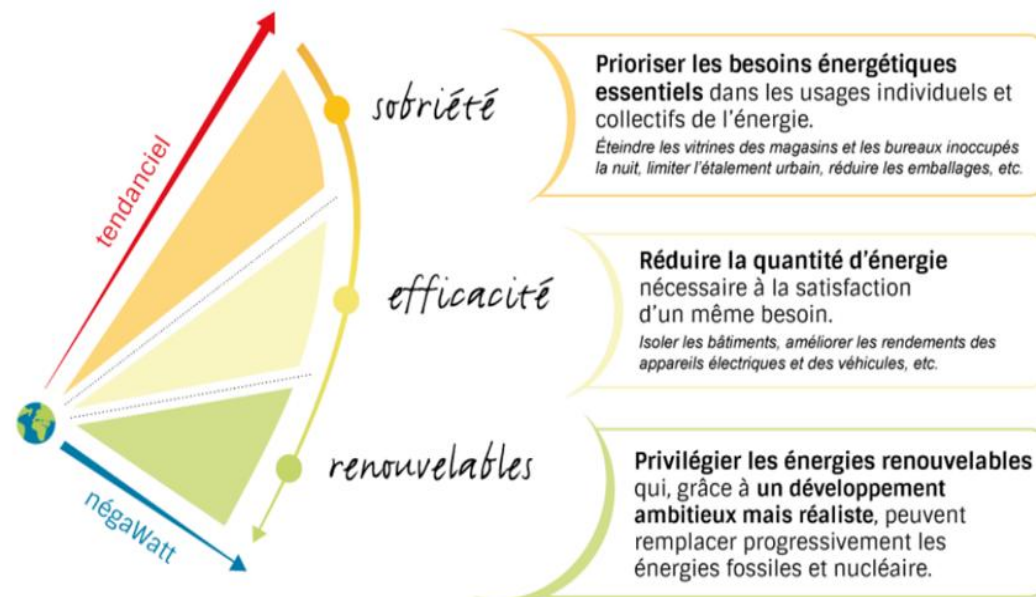 tendanciel
négaWatt
sobriété
Prioriser les besoins énergétiques
essentiels dans les usages individuels et
collectifs de l’énergie.
Éteindre les vitrines des magasins et les bureaux inoccupés
la nuit, limiter l’étalement urbain, réduire les emballages, etc.
efficacité
Réduire la quantité d’énergie
nécessaire à la satisfaction
d’un même besoin.
Isoler les bâtiments, améliorer les rendements des
appareils électriques et des véhicules, etc.
renouvelables
Privilégier les énergies renouvelables
qui, grâce à un développement
ambitieux mais réaliste, peuvent
remplacer progressivement les
énergies fossiles et nucléaire.